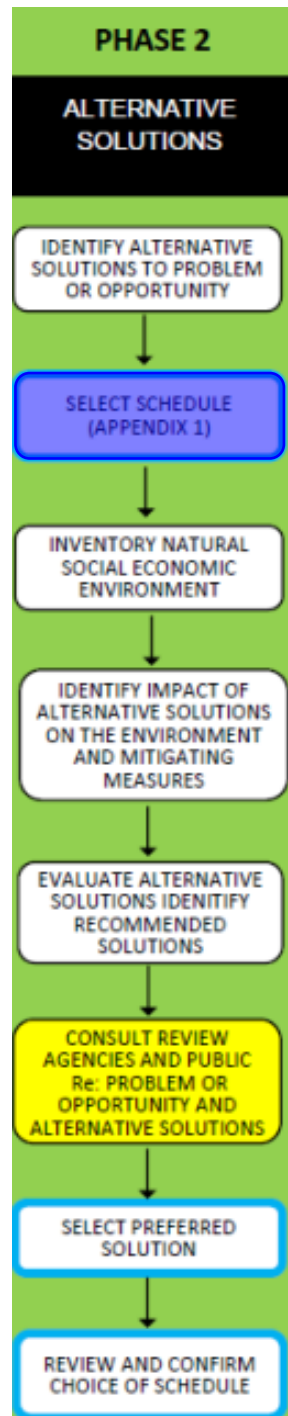 PHASE 2
ALTERNATIVE
SOLUTIONS
IDENTIFY ALTERNATIVE
SOLUTIONS TO PROBLEM
OR OPPORTUNITY
SELECT SCHEDULE
(APPENDIX 1)
INVENTORY NATURAL
SOCIAL ECONOMIC
ENVIRONMENT
IDENTIFY IMPACT OF
ALTERNATIVE SOLUTIONS
ON THE ENVIRONMENT
AND MITIGATING
MEASURES
EVALUATE ALTERNATIVE
SOLUTIONS IDENITIFY
RECOMMENDED
SOLUTIONS
CONSULT REVIEW
AGENCIES AND PUBLIC
Re: PROBLEM OR
OPPORTUNITY AND
ALTERNATIVE SOLUTIONS
SELECT PREFERRED
SOLUTION
REVIEW AND CONFIRM
CHOICE OF SCHEDULE